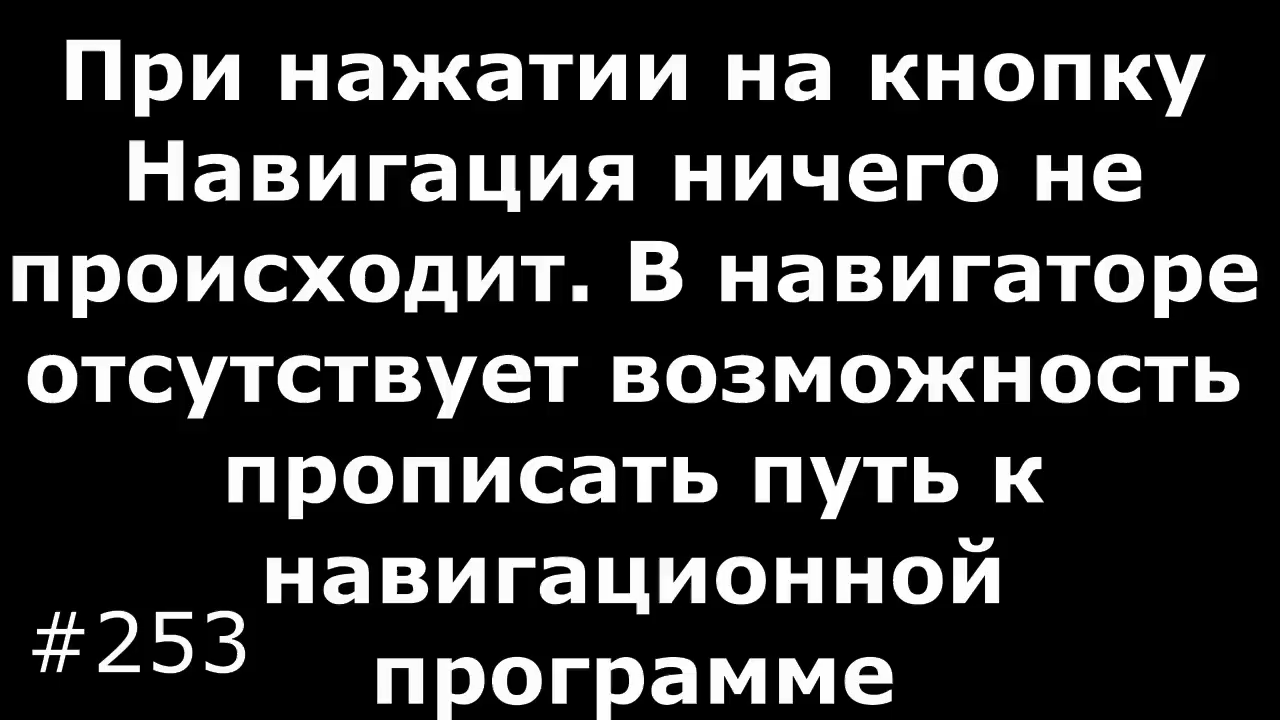 При нажатии на кнопку
Навигация ничего не
происходит. В навигаторе
отсутствует возможность
прописать путь к
навигационной
#253
программе